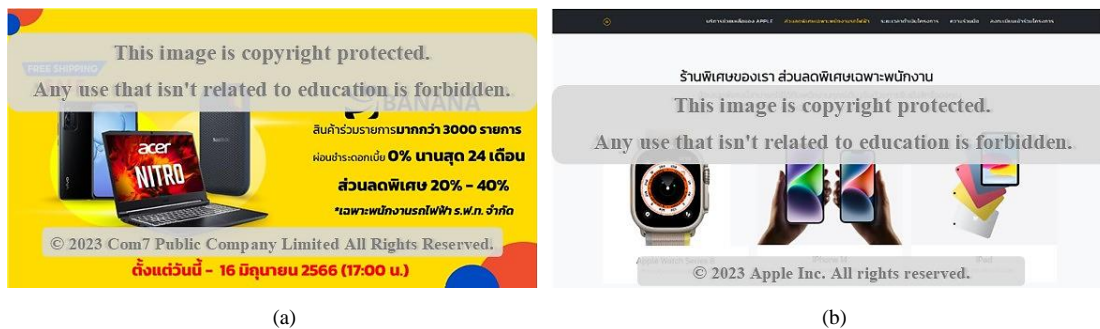 This image is copyright protected.
FREE SHIPPING
Any use that isn't related to education is forbidden.
BANANA
สินค้าร่วมรายการมากกว่า 3000 รายการ
acer
NITRO
vivo
ผ่อนชำระดอกเบี้ย 0% นานสุด 24 เดือน
ส่วนลดพิเศษ 20% - 40%
*เฉพาะพนักงานรถไฟฟ้า ร.ฟ.ท. จำกัด
© 2023 Com7 Public Company Limited All Rights Reserved.
ตั้งแต่วันนี้ - 16 มิถุนายน 2566 (17:00 น.)
(a)
ร้านพิเศษของเรา ส่วนลดพิเศษเฉพาะพนักงาน
This image is copyright protected.
Any use that isn't related to education is forbidden.
Apple Watch Series 8
iPhone 14
iPad
© 2023 Apple Inc. All rights reserved.
(b)